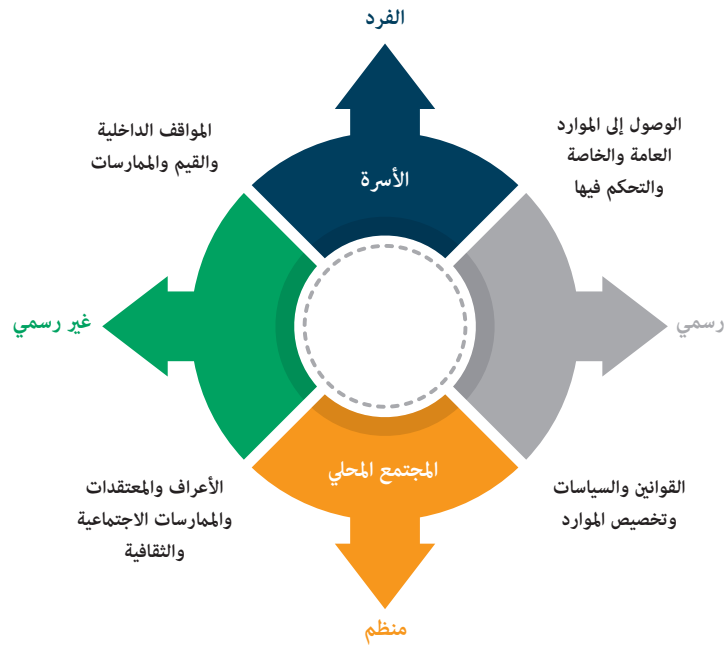 الفرد
الوصول إلى الموارد
العامة والخاصة
والتحكم فيها
المواقف الداخلية
والقيم والممارسات
الأسرة
رسمي
غير رسمي
المجتمع المحلي
القوانين والسياسات
وتخصيص الموارد
الأعراف والمعتقدات
والممارسات الاجتماعية
والثقافية
منظم